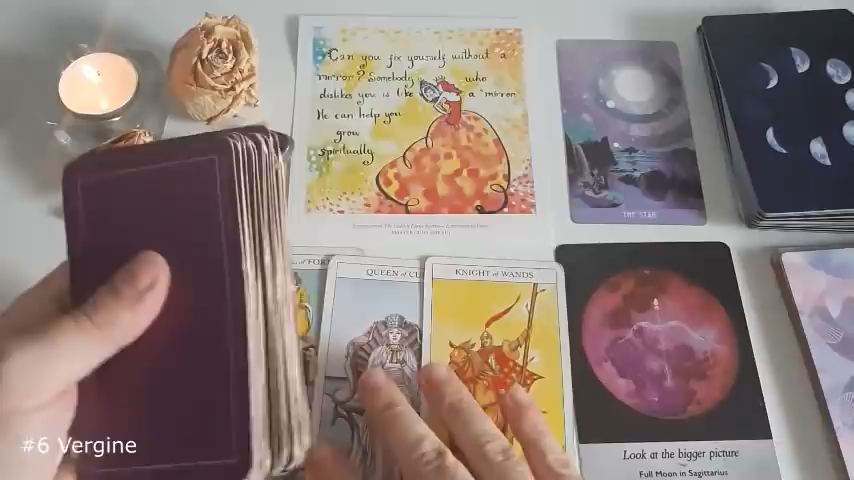 Can you fix yourself without a
mirror? Somebody who
dislikes you is like a "mirror
He can help you
grow
spiritually
THE STAR
QUEEN of CU
KNIGHT of WANDS
Look at the bigger picture
Full Moon in Sagittarius
#6 Vergine